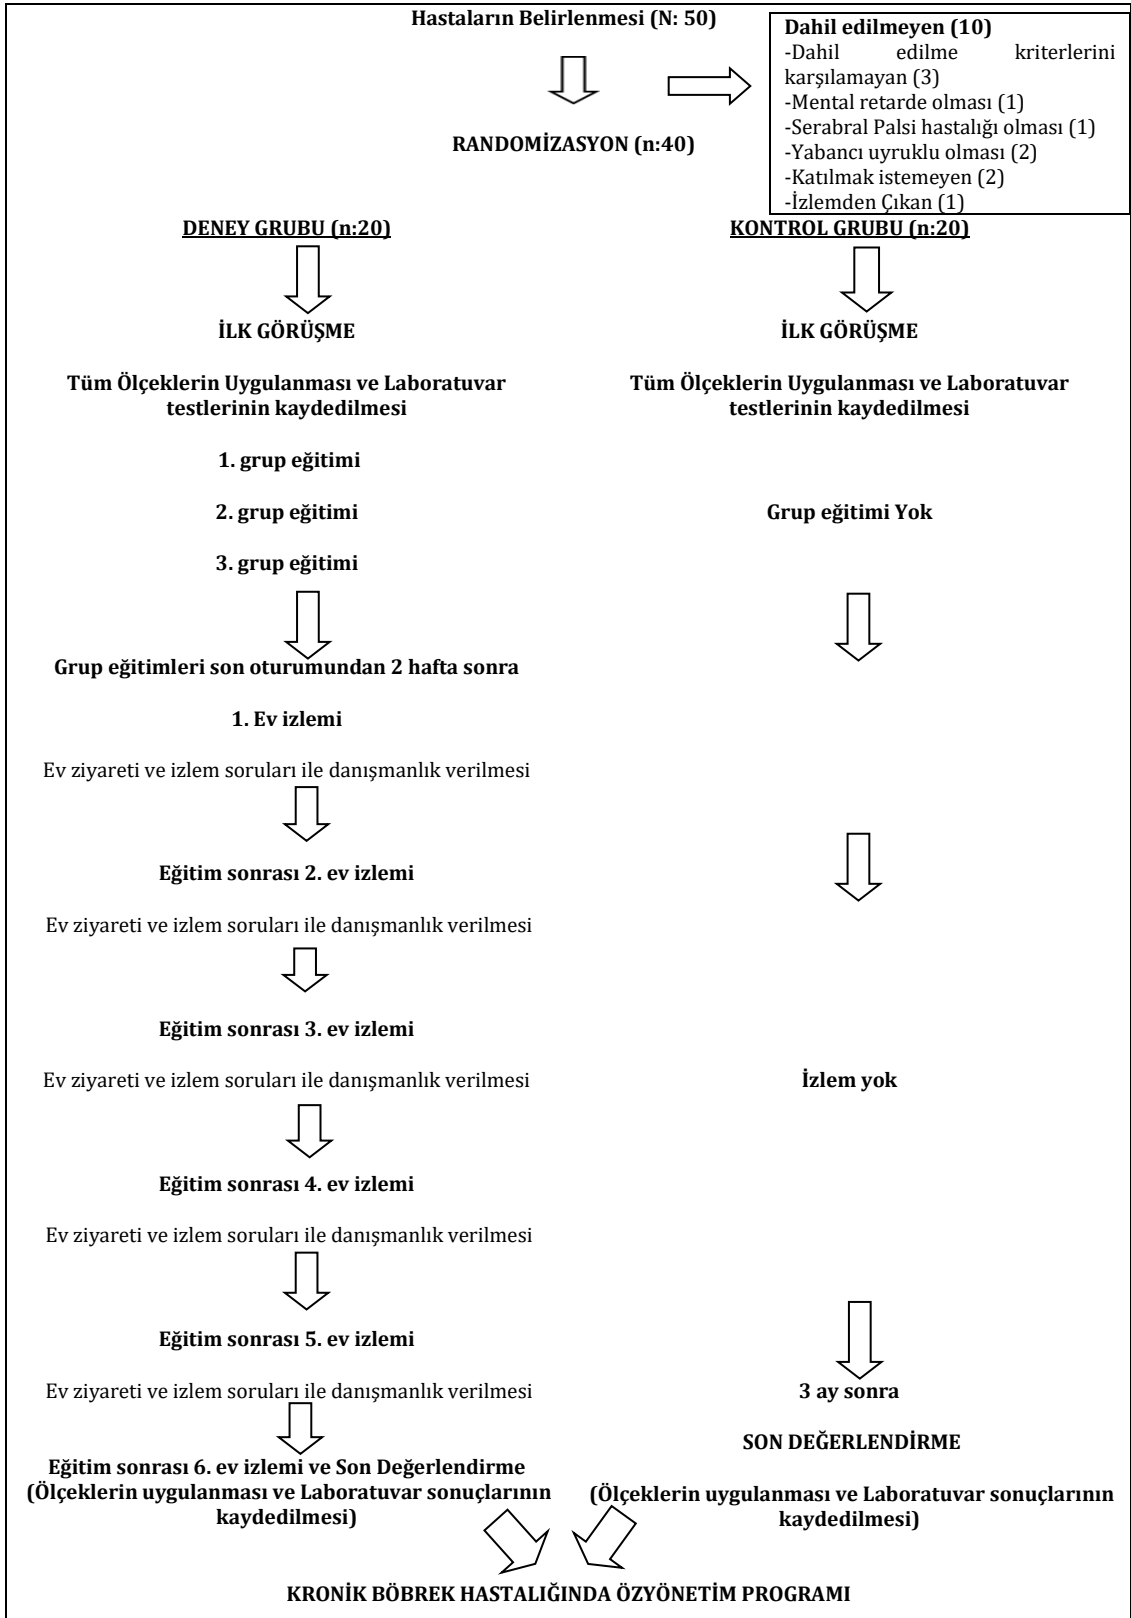 Hastaların Belirlenmesi (N: 50)
Dahil edilmeyen (10)
-Dahil edilme kriterlerini
karşılamayan (3)
-Mental retarde olması (1)
-Serabral Palsi hastalığı olması (1)
-Yabancı uyruklu olması (2)
-Katılmak istemeyen (2)
-İzlemden Çıkan (1)
RANDOMİZASYON (n:40)
DENEY GRUBU (n:20)
İLK GÖRÜŞME
Tüm Ölçeklerin Uygulanması ve Laboratuvar
testlerinin kaydedilmesi
1. grup eğitimi
2. grup eğitimi
3. grup eğitimi
Grup eğitimleri son oturumundan 2 hafta sonra
1. Ev izlemi
Ev ziyareti ve izlem soruları ile danışmanlık verilmesi
Eğitim sonrası 2. ev izlemi
Ev ziyareti ve izlem soruları ile danışmanlık verilmesi
Eğitim sonrası 3. ev izlemi
Ev ziyareti ve izlem soruları ile danışmanlık verilmesi
Eğitim sonrası 4. ev izlemi
Ev ziyareti ve izlem soruları ile danışmanlık verilmesi
Eğitim sonrası 5. ev izlemi
Ev ziyareti ve izlem soruları ile danışmanlık verilmesi
Eğitim sonrası 6. ev izlemi ve Son Değerlendirme
(Ölçeklerin uygulanması ve Laboratuvar sonuçlarının
kaydedilmesi)
KONTROL GRUBU (n:20)
İLK GÖRÜŞME
Tüm Ölçeklerin Uygulanması ve Laboratuvar
testlerinin kaydedilmesi
Grup eğitimi Yok
İzlem yok
3 ay sonra
SON DEĞERLENDİRME
(Ölçeklerin uygulanması ve Laboratuvar sonuçlarının
kaydedilmesi)
KRONİK BÖBREK HASTALIĞINDA ÖZYÖNETİM PROGRAMI